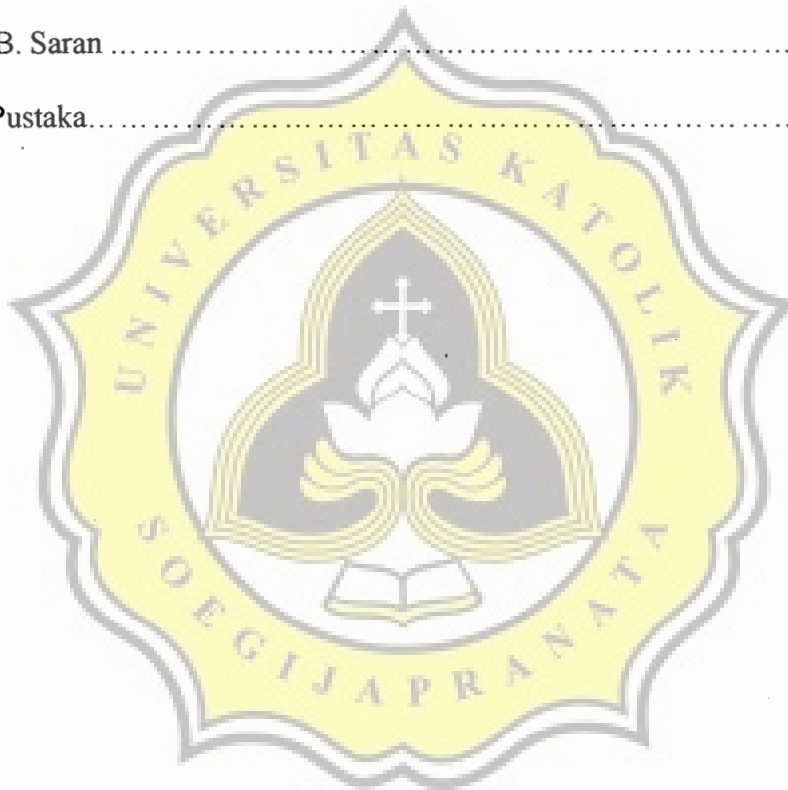 B. Saran ........................................................
Pustaka........................................................
UNIVERSITAS KATOLIK
SOEGIJAPRANATA